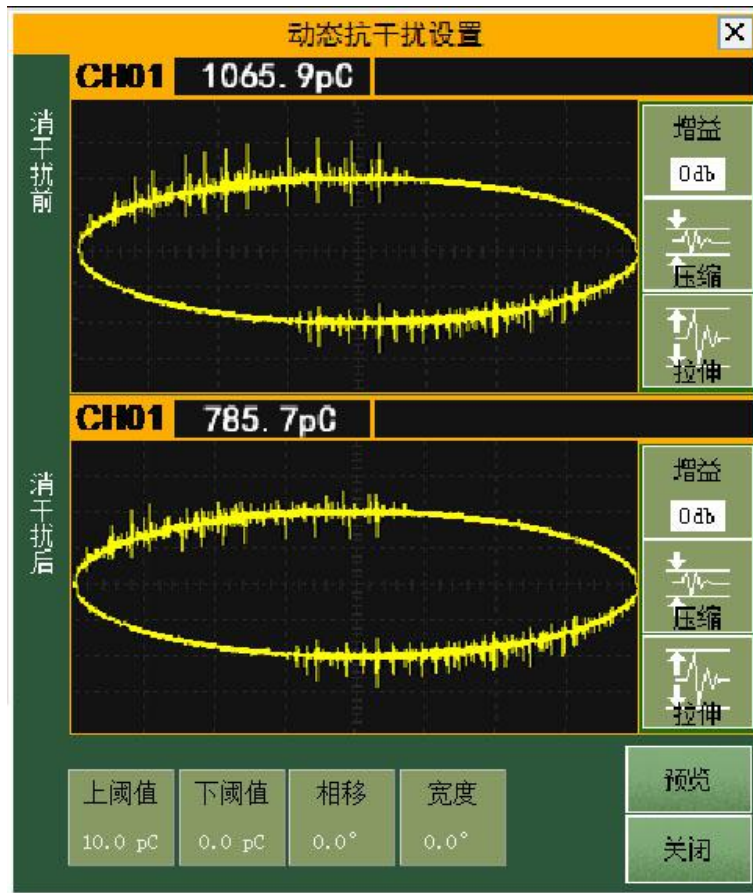 动态抗干扰设置
CH01 1065.9pC
消干扰前
增益
0db
压缩
拉伸
CH01 785.7pC
消干扰后
增益
0db
压缩
拉伸
上阈值 下阈值 相移 宽度
10.0 pC 0.0 pC 0.0° 0.0°
预览
关闭